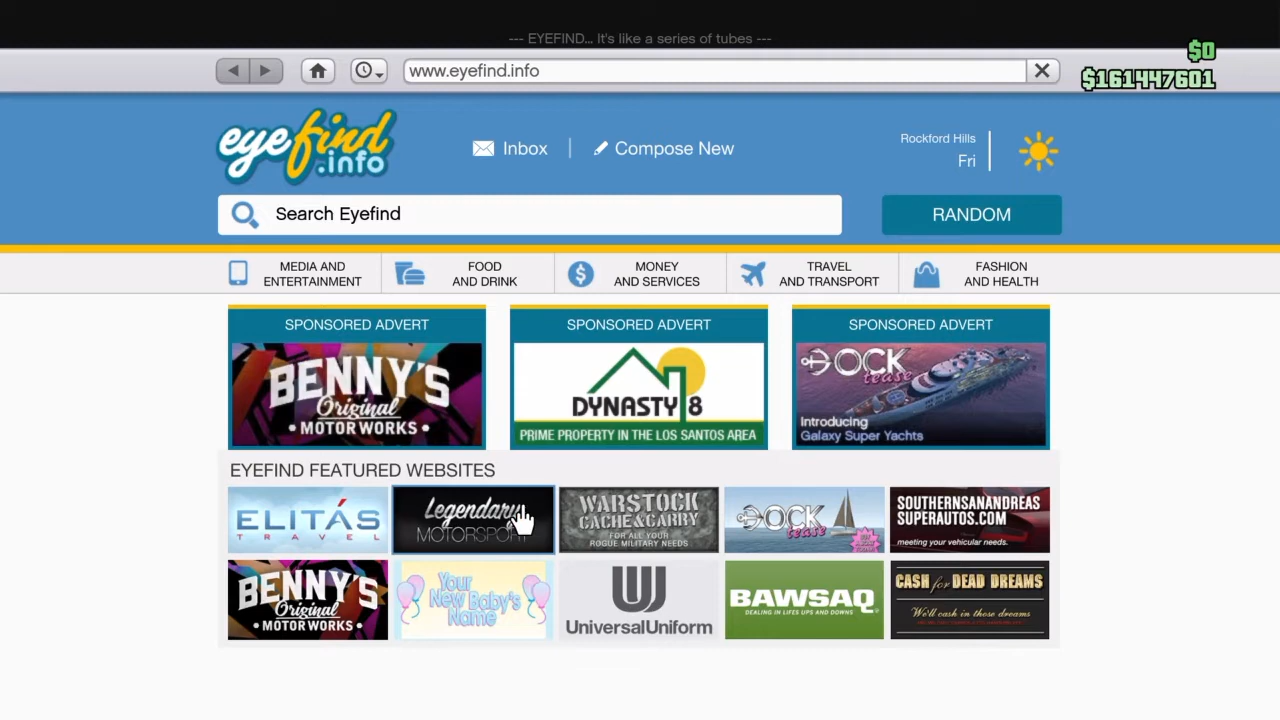 --- EYEFIND... It's like a series of tubes ---
$0
www.eyefind.info
$161447601
eyefind.info
Inbox
Compose New
Rockford Hills
Fri
Search Eyefind
RANDOM
MEDIA AND ENTERTAINMENT
FOOD AND DRINK
MONEY AND SERVICES
TRAVEL AND TRANSPORT
FASHION AND HEALTH
SPONSORED ADVERT
BENNY'S
Original
• MOTOR WORKS •
SPONSORED ADVERT
DYNASTY 8
PRIME PROPERTY IN THE LOS SANTOS AREA
SPONSORED ADVERT
DOCK
tease
Introducing
Galaxy Super Yachts
EYEFIND FEATURED WEBSITES
ELITÁS
TRAVEL
Legendary
MOTORSPORT
WARSTOCK
CACHE&CARRY
FOR ALL YOUR
ROGUE MILITARY NEEDS
DOCK
tease
SOUTHERNSANANDREAS
SUPERAUTOS.COM
meeting your vehicular needs.
BENNY'S
Original
• MOTOR WORKS •
Your
New Baby's
Name
UniversalUniform
BAWSAQ
DEALING IN LIFES UPS AND DOWNS
CASH for DEAD DREAMS
We'll cash in those dreams